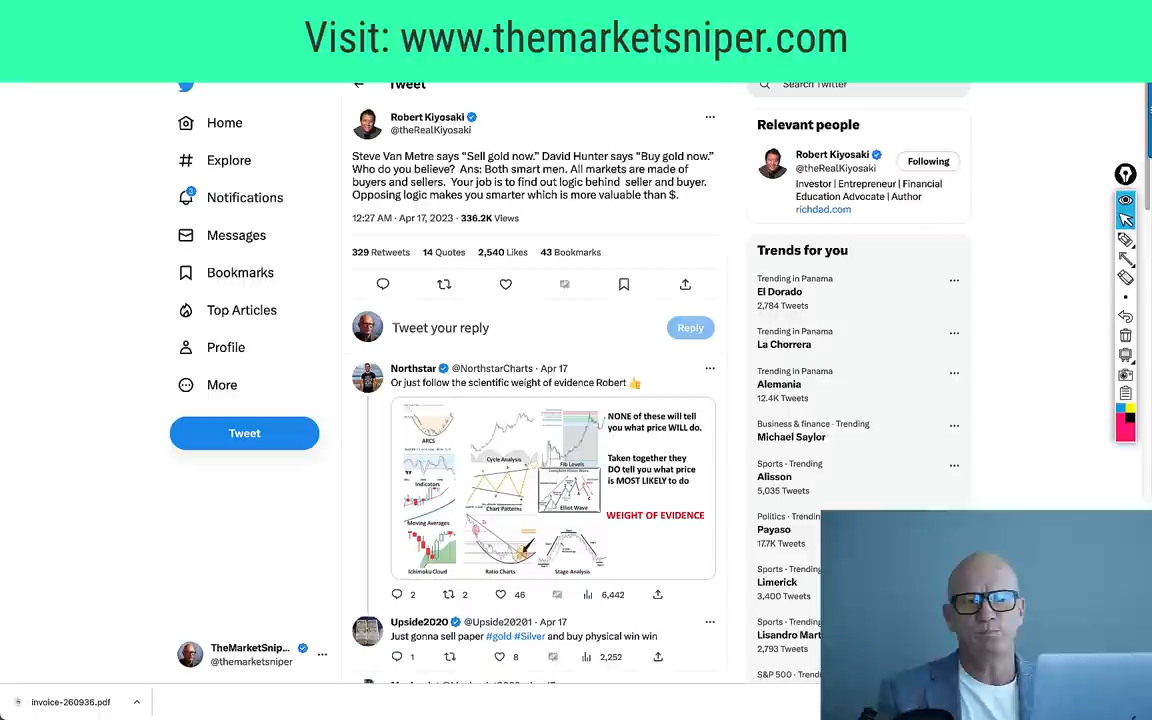 Visit: www.themarketsniper.com
Tweet
Search Twitter
Home
Explore
3
Notifications
Messages
Bookmarks
Top Articles
Profile
More
Tweet
TheMarketSnip...
@themarketsniper
Robert Kiyosaki
@theRealKiyosaki
Steve Van Metre says “Sell gold now.” David Hunter says “Buy gold now.”
Who do you believe? Ans: Both smart men. All markets are made of
buyers and sellers. Your job is to find out logic behind seller and buyer.
Opposing logic makes you smarter which is more valuable than $.
12:27 AM · Apr 17, 2023 · 336.2K Views
329 Retweets 14 Quotes 2,540 Likes 43 Bookmarks
Tweet your reply
Reply
Northstar @NorthstarCharts · Apr 17
Or just follow the scientific weight of evidence Robert 👍
ARCS
Cycle Analysis
Fib Levels
Indicators
Chart Patterns
Elliot Wave
Moving Averages
Ichimoku Cloud
Ratio Charts
Stage Analysis
NONE of these will tell
you what price WILL do.
Taken together they
DO tell you what price
is MOST LIKELY to do
WEIGHT OF EVIDENCE
2 2 46 6,442
Upside2020 @Upside20201 · Apr 17
Just gonna sell paper #gold #Silver and buy physical win win
1 8 2,252
Relevant people
Robert Kiyosaki
@theRealKiyosaki
Following
Investor | Entrepreneur | Financial
Education Advocate | Author
richdad.com
Trends for you
Trending in Panama
El Dorado
2,784 Tweets
Trending in Panama
La Chorrera
Trending in Panama
Alemania
12.4K Tweets
Business & finance · Trending
Michael Saylor
Sports · Trending
Alisson
5,035 Tweets
Politics · Trending
Payaso
17.7K Tweets
Sports · Trending
Limerick
3,400 Tweets
Sports · Trending
Lisandro Mart
2,793 Tweets
S&P 500 · Trend
invoice-260936.pdf